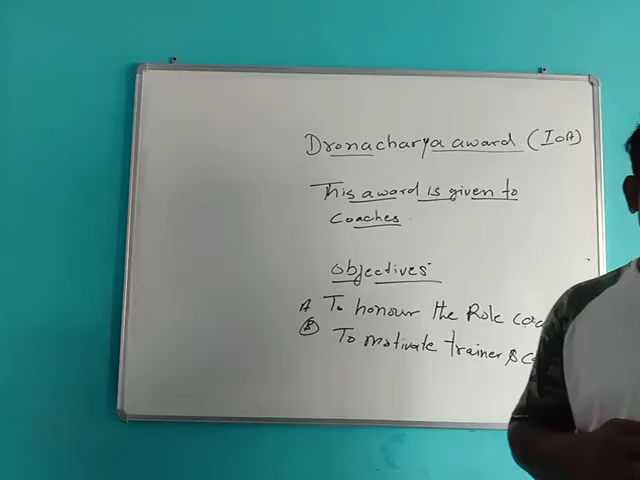 Dronacharya award (IOA)
This award is given to
Coaches.
Objectives
A To honour the Role
B To motivate trainer &